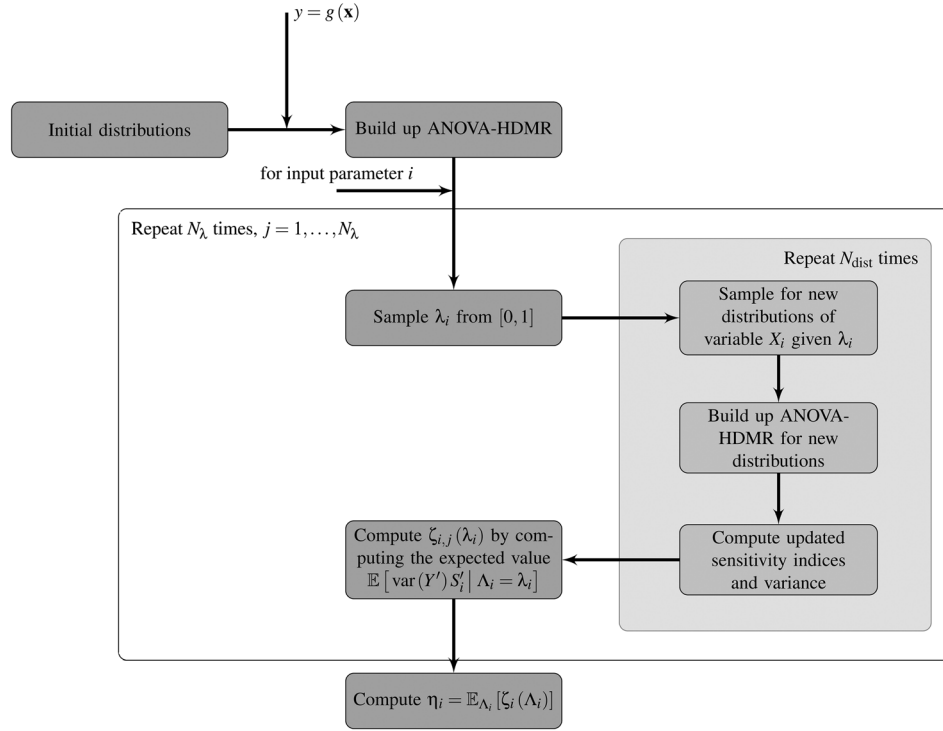 y = g(x)
Initial distributions
Build up ANOVA-HDMR
for input parameter i
Repeat N_λ times, j = 1,...,N_λ
Repeat N_dist times
Sample λ_i from [0,1]
Sample for new
distributions of
variable X_i given λ_i
Build up ANOVA-
HDMR for new
distributions
Compute updated
sensitivity indices
and variance
Compute ζ_{i,j}(λ_i) by com-
puting the expected value
𝔼[var(Y′)S′_i | Λ_i = λ_i]
Compute η_i = 𝔼_{Λ_i}[ζ_i(Λ_i)]